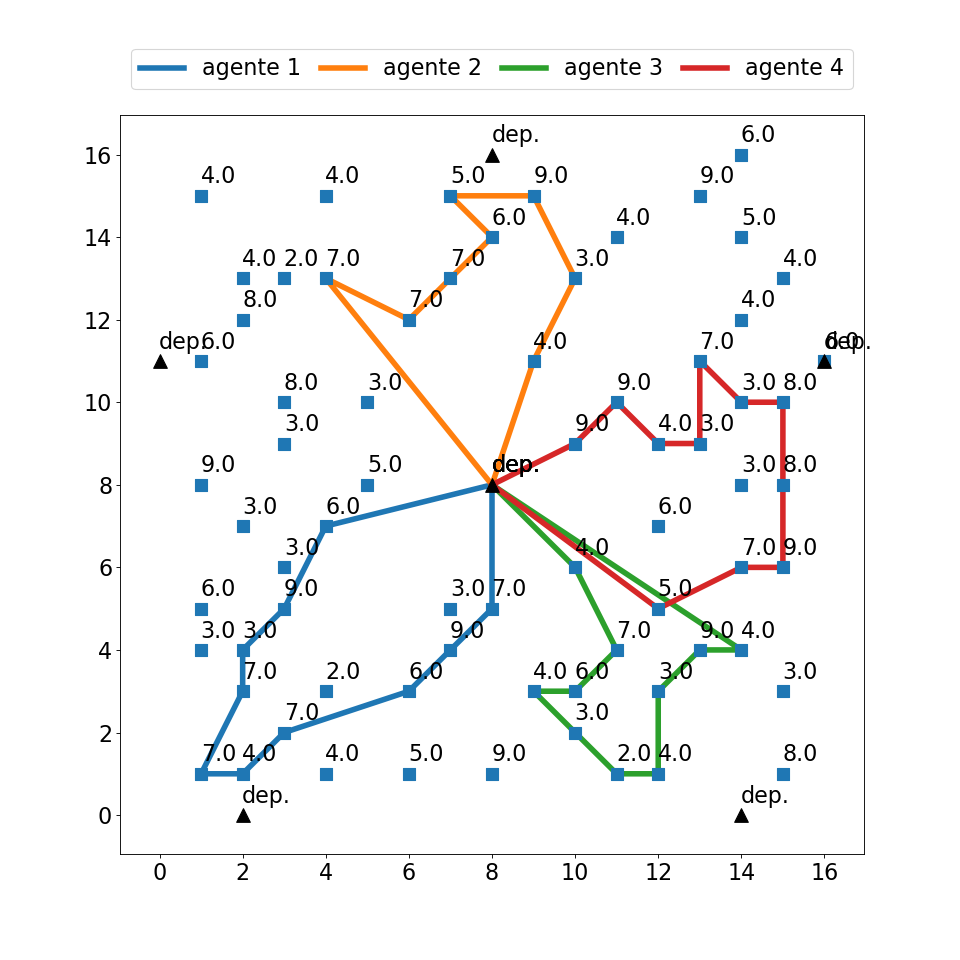 agente 1 agente 2 agente 3 agente 4
6.0
16 dep.
4.0 4.0 5.0 9.0 9.0
6.0 4.0 5.0
14
4.0 2.0 7.0 7.0 3.0 4.0
8.0 7.0 4.0
12
dep. 6.0 4.0 7.0 6.0 dep.
8.0 3.0 9.0 3.0 8.0
10
3.0 9.0 4.0 3.0
9.0 5.0 dep. 3.0 8.0
8
3.0 6.0 6.0
3.0 4.0 7.0 9.0
6
6.0 9.0 3.0 7.0 5.0
3.0 3.0 9.0 7.0 9.0 4.0
4
7.0 2.0 6.0 4.0 6.0 3.0 3.0
7.0 3.0
2
7.0 4.0 4.0 5.0 9.0 2.0 4.0 8.0
dep. dep.
0
0 2 4 6 8 10 12 14 16